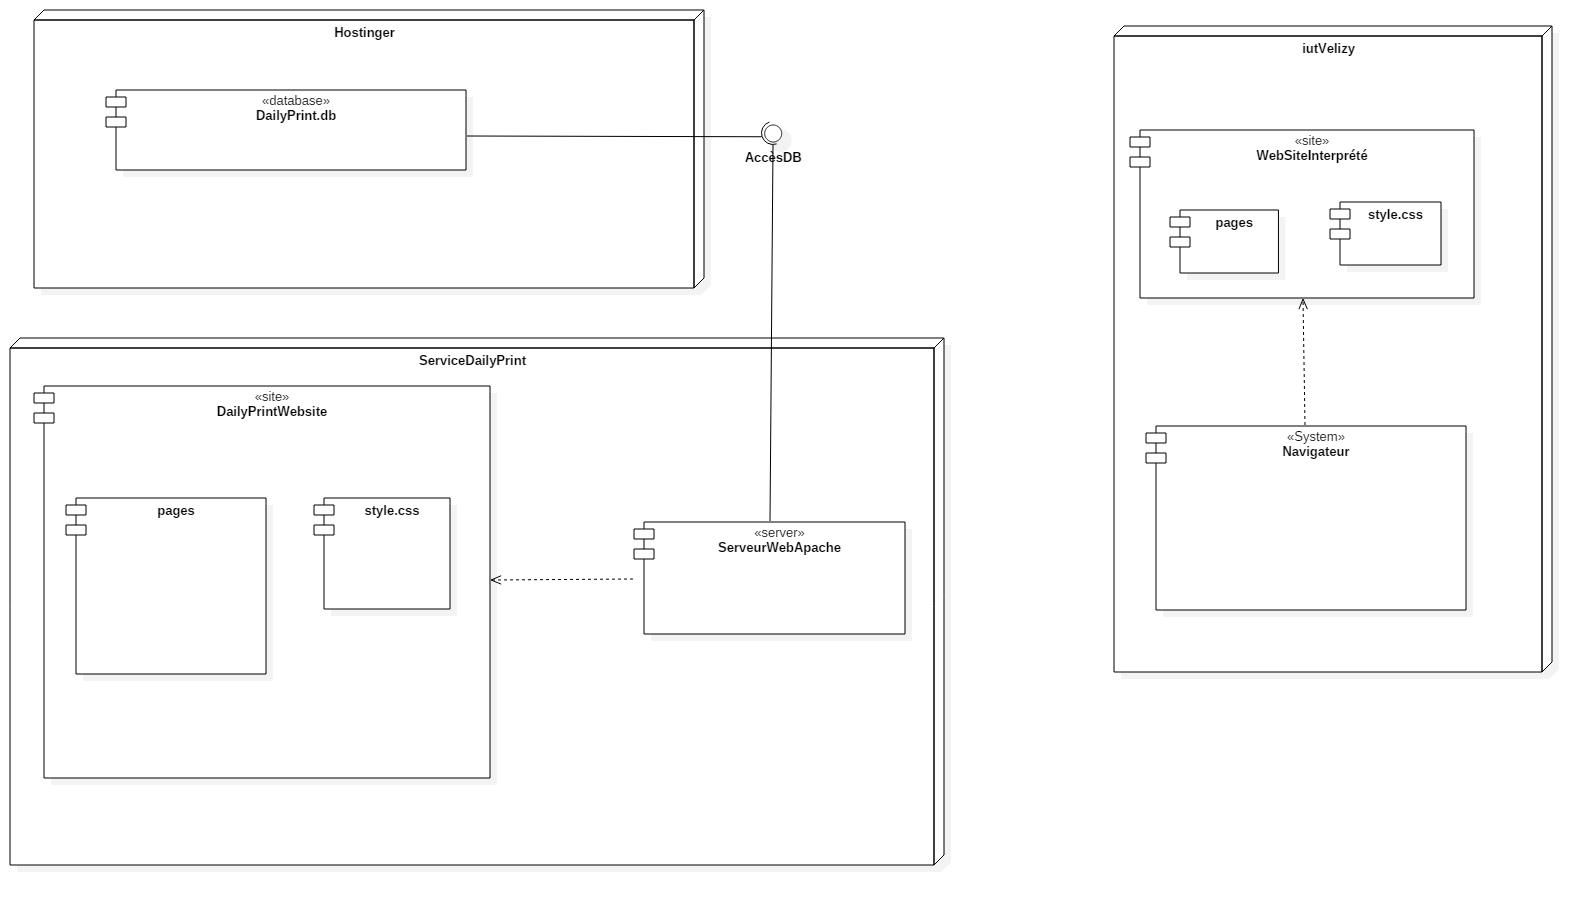 Hostinger
«database»
DailyPrint.db
AccèsDB
ServiceDailyPrint
«site»
DailyPrintWebsite
pages
style.css
«server»
ServeurWebApache
iutVelizy
«site»
WebSiteInterprété
pages
style.css
«System»
Navigateur